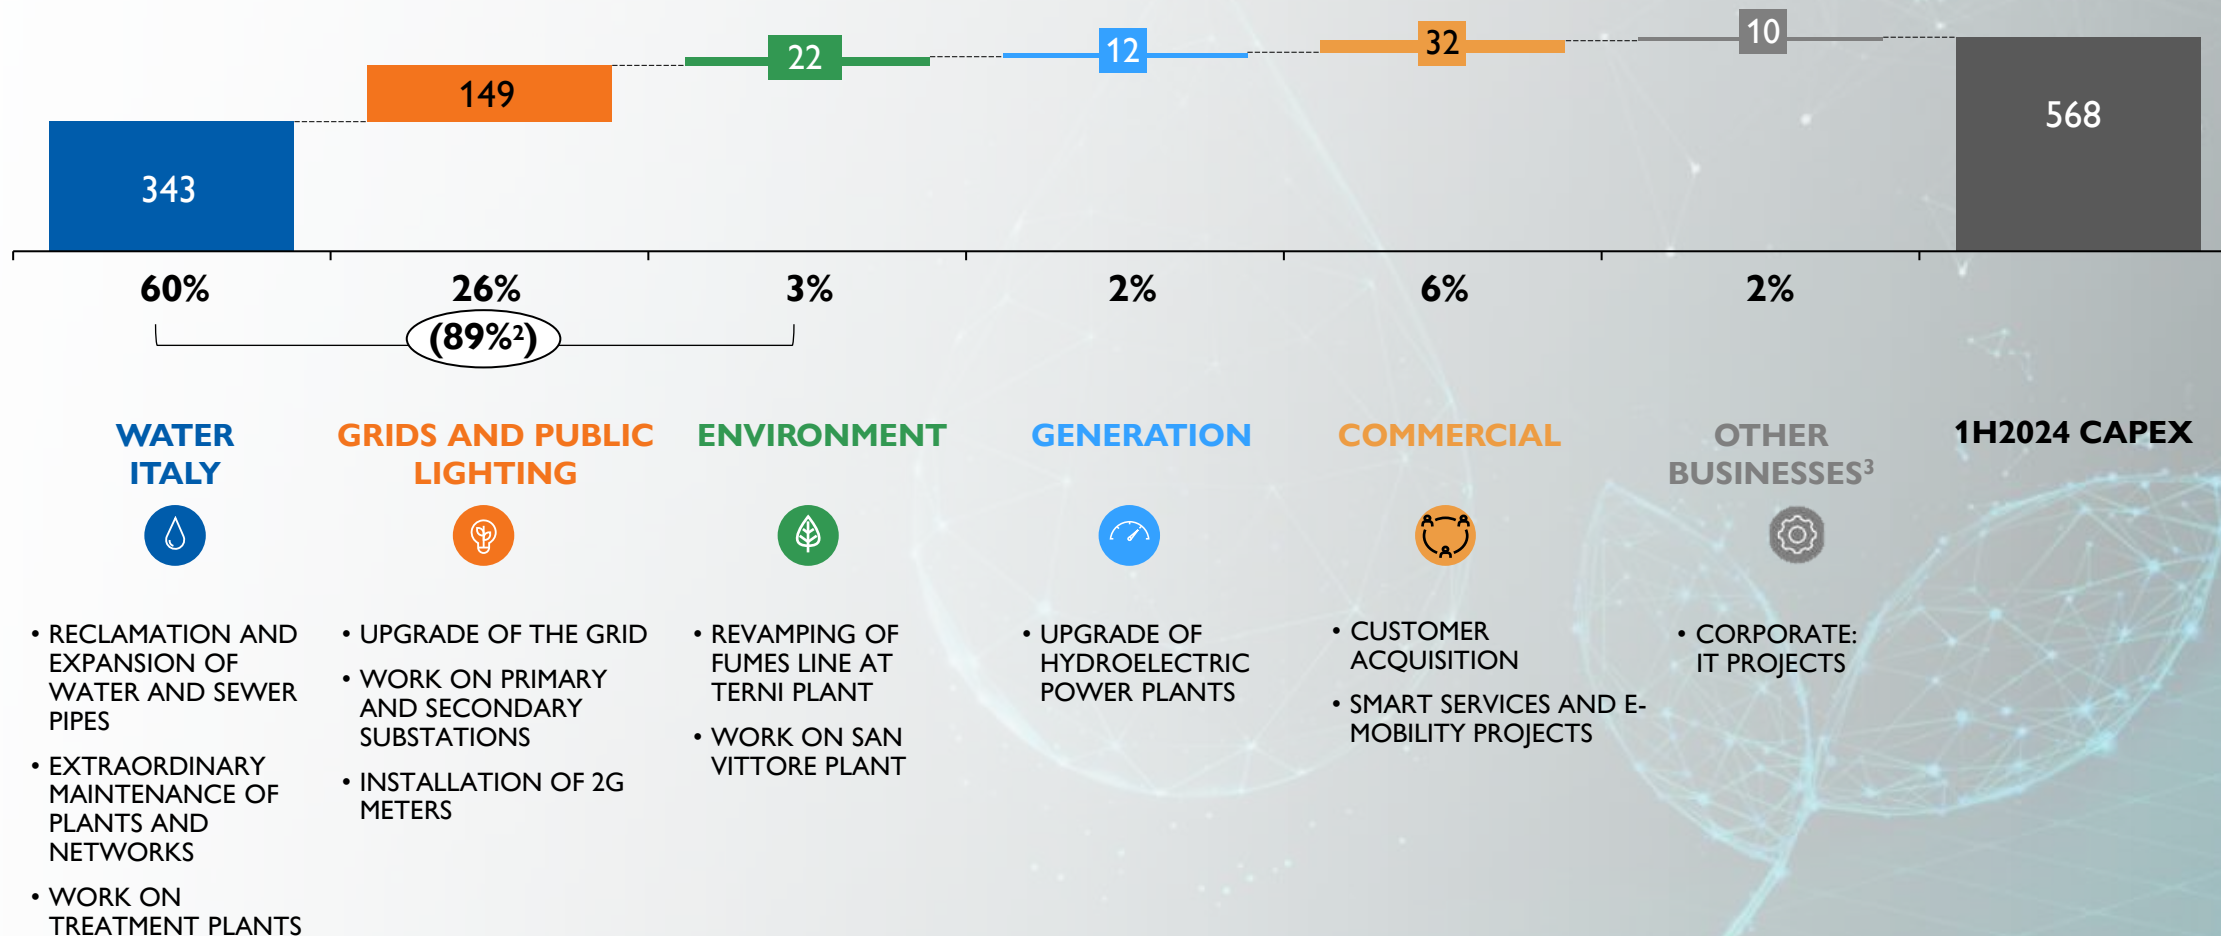 343
149
22
12
32
10
568
60%
26%
3%
2%
6%
2%
(89%²)
WATER
ITALY
GRIDS AND PUBLIC
LIGHTING
ENVIRONMENT
GENERATION
COMMERCIAL
OTHER
BUSINESSES³
1H2024 CAPEX
• RECLAMATION AND
EXPANSION OF
WATER AND SEWER
PIPES
• EXTRAORDINARY
MAINTENANCE OF
PLANTS AND
NETWORKS
• WORK ON
TREATMENT PLANTS
• UPGRADE OF THE GRID
• WORK ON PRIMARY
AND SECONDARY
SUBSTATIONS
• INSTALLATION OF 2G
METERS
• REVAMPING OF
FUMES LINE AT
TERNI PLANT
• WORK ON SAN
VITTORE PLANT
• UPGRADE OF
HYDROELECTRIC
POWER PLANTS
• CUSTOMER
ACQUISITION
• SMART SERVICES AND E-
MOBILITY PROJECTS
• CORPORATE:
IT PROJECTS